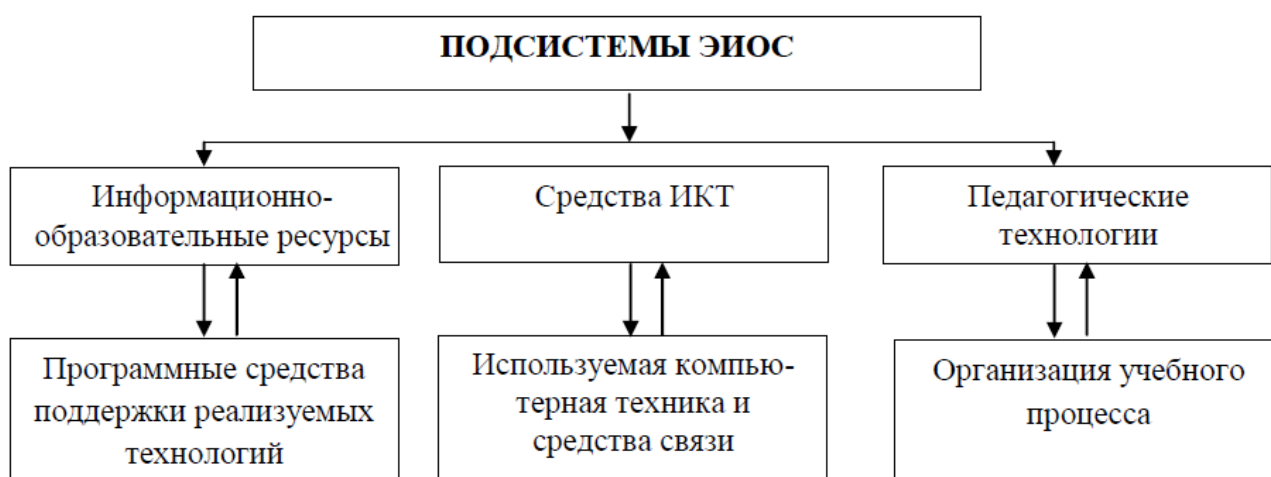 ПОДСИСТЕМЫ ЭИОС
Информационно-
образовательные ресурсы
Средства ИКТ
Педагогические
технологии
Программные средства
поддержки реализуемых
технологий
Используемая компью-
терная техника и
средства связи
Организация учебного
процесса